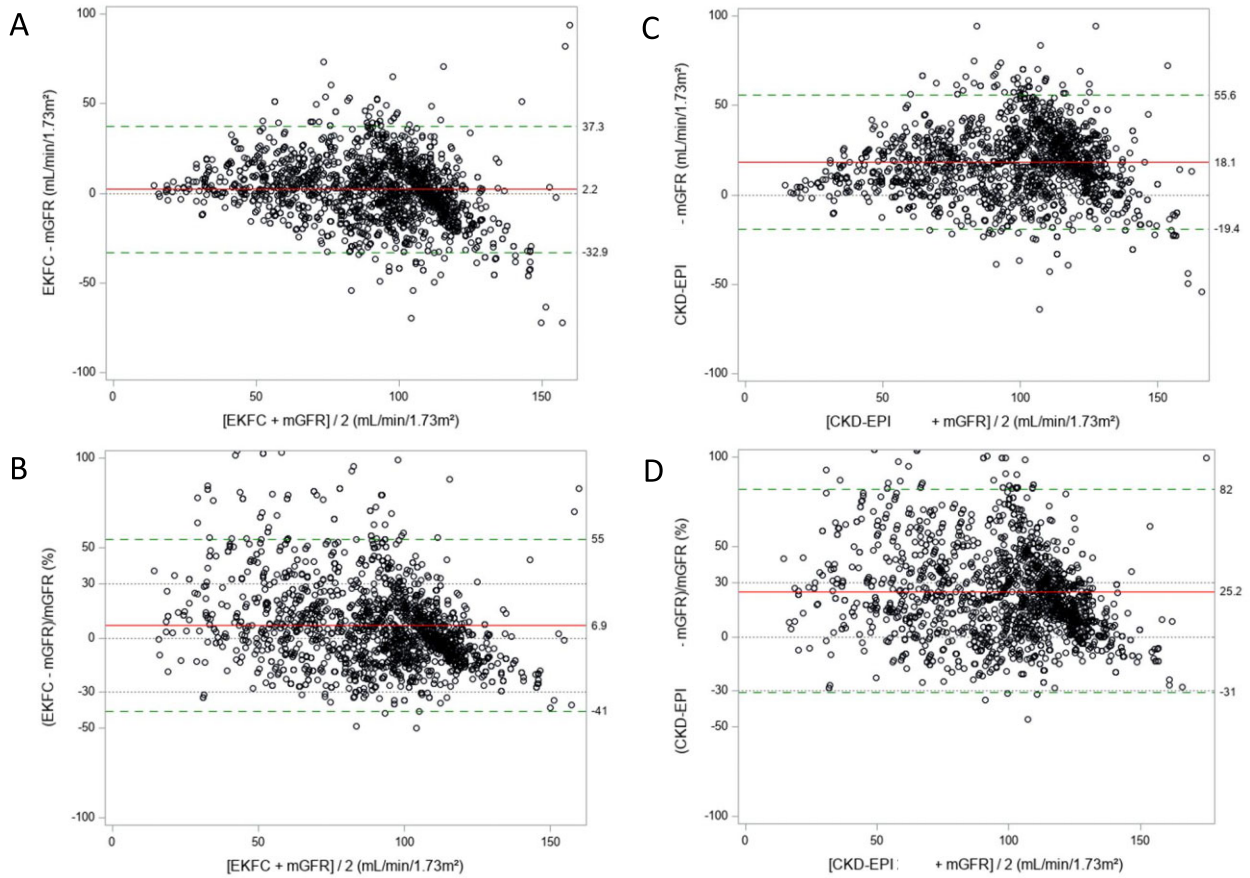 A
100
50
0
-50
-100
EKFC - mGFR (mL/min/1.73m²)
37.3
2.2
-32.9
0 50 100 150
[EKFC + mGFR] / 2 (mL/min/1.73m²)
C
100
50
0
-50
-100
CKD-EPI - mGFR (mL/min/1.73m²)
55.6
18.1
-19.4
0 50 100 150
[CKD-EPI + mGFR] / 2 (mL/min/1.73m²)
B
100
50
30
0
-30
-50
-100
(EKFC - mGFR)/mGFR (%)
55
6.9
-41
0 50 100 150
[EKFC + mGFR] / 2 (mL/min/1.73m²)
D
100
50
30
0
-30
-50
-100
(CKD-EPI - mGFR)/mGFR (%)
82
25.2
-31
0 50 100 150
[CKD-EPI + mGFR] / 2 (mL/min/1.73m²)